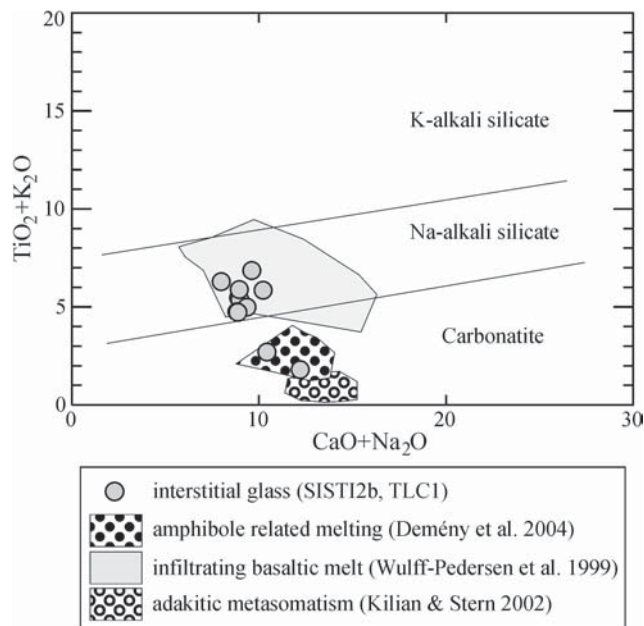 20
15
10
5
0
TiO₂+K₂O
K-alkali silicate
Na-alkali silicate
Carbonatite
0 10 20 30
CaO+Na₂O
interstitial glass (SISTI2b, TLC1)
amphibole related melting (Demény et al. 2004)
infiltrating basaltic melt (Wulff-Pedersen et al. 1999)
adakitic metasomatism (Kilian & Stern 2002)